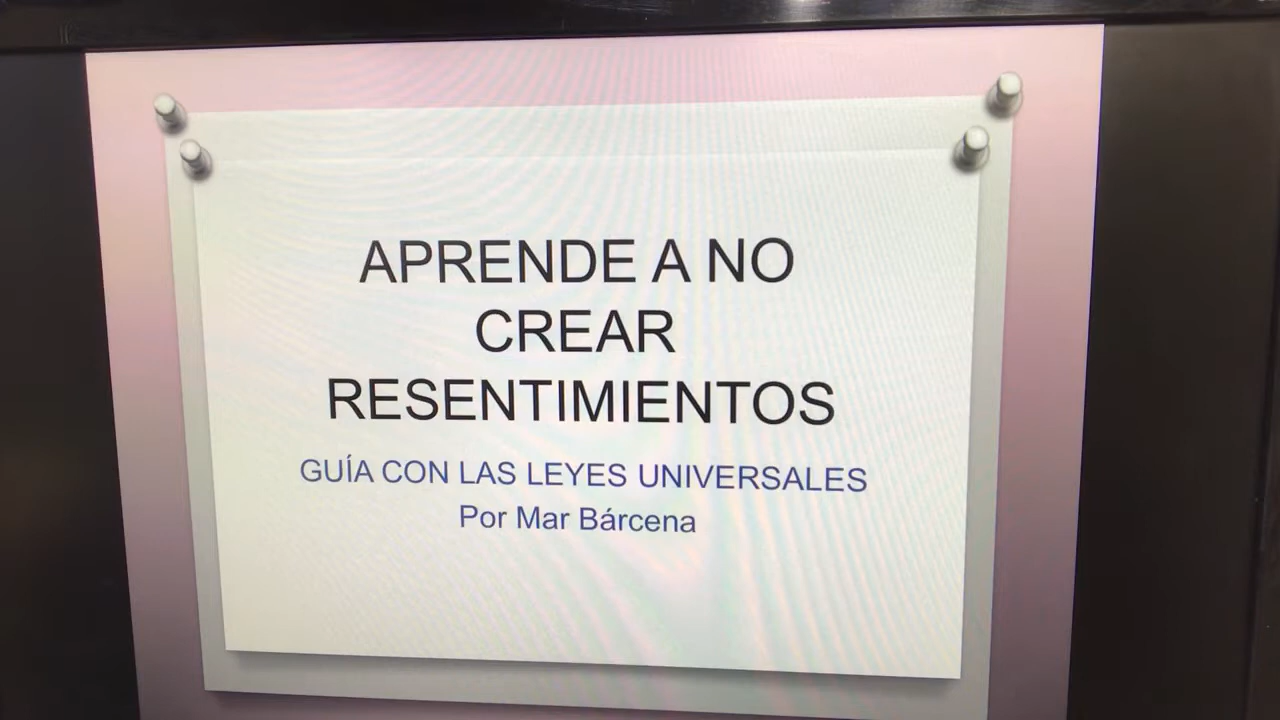 APRENDE A NO
CREAR
RESENTIMIENTOS
GUÍA CON LAS LEYES UNIVERSALES
Por Mar Bárcena